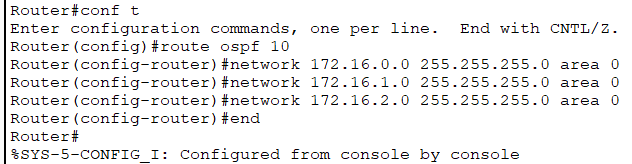 Router#conf t
Enter configuration commands, one per line.  End with CNTL/Z.
Router(config)#route ospf 10
Router(config-router)#network 172.16.0.0 255.255.255.0 area 0
Router(config-router)#network 172.16.1.0 255.255.255.0 area 0
Router(config-router)#network 172.16.2.0 255.255.255.0 area 0
Router(config-router)#end
Router#
%SYS-5-CONFIG_I: Configured from console by console